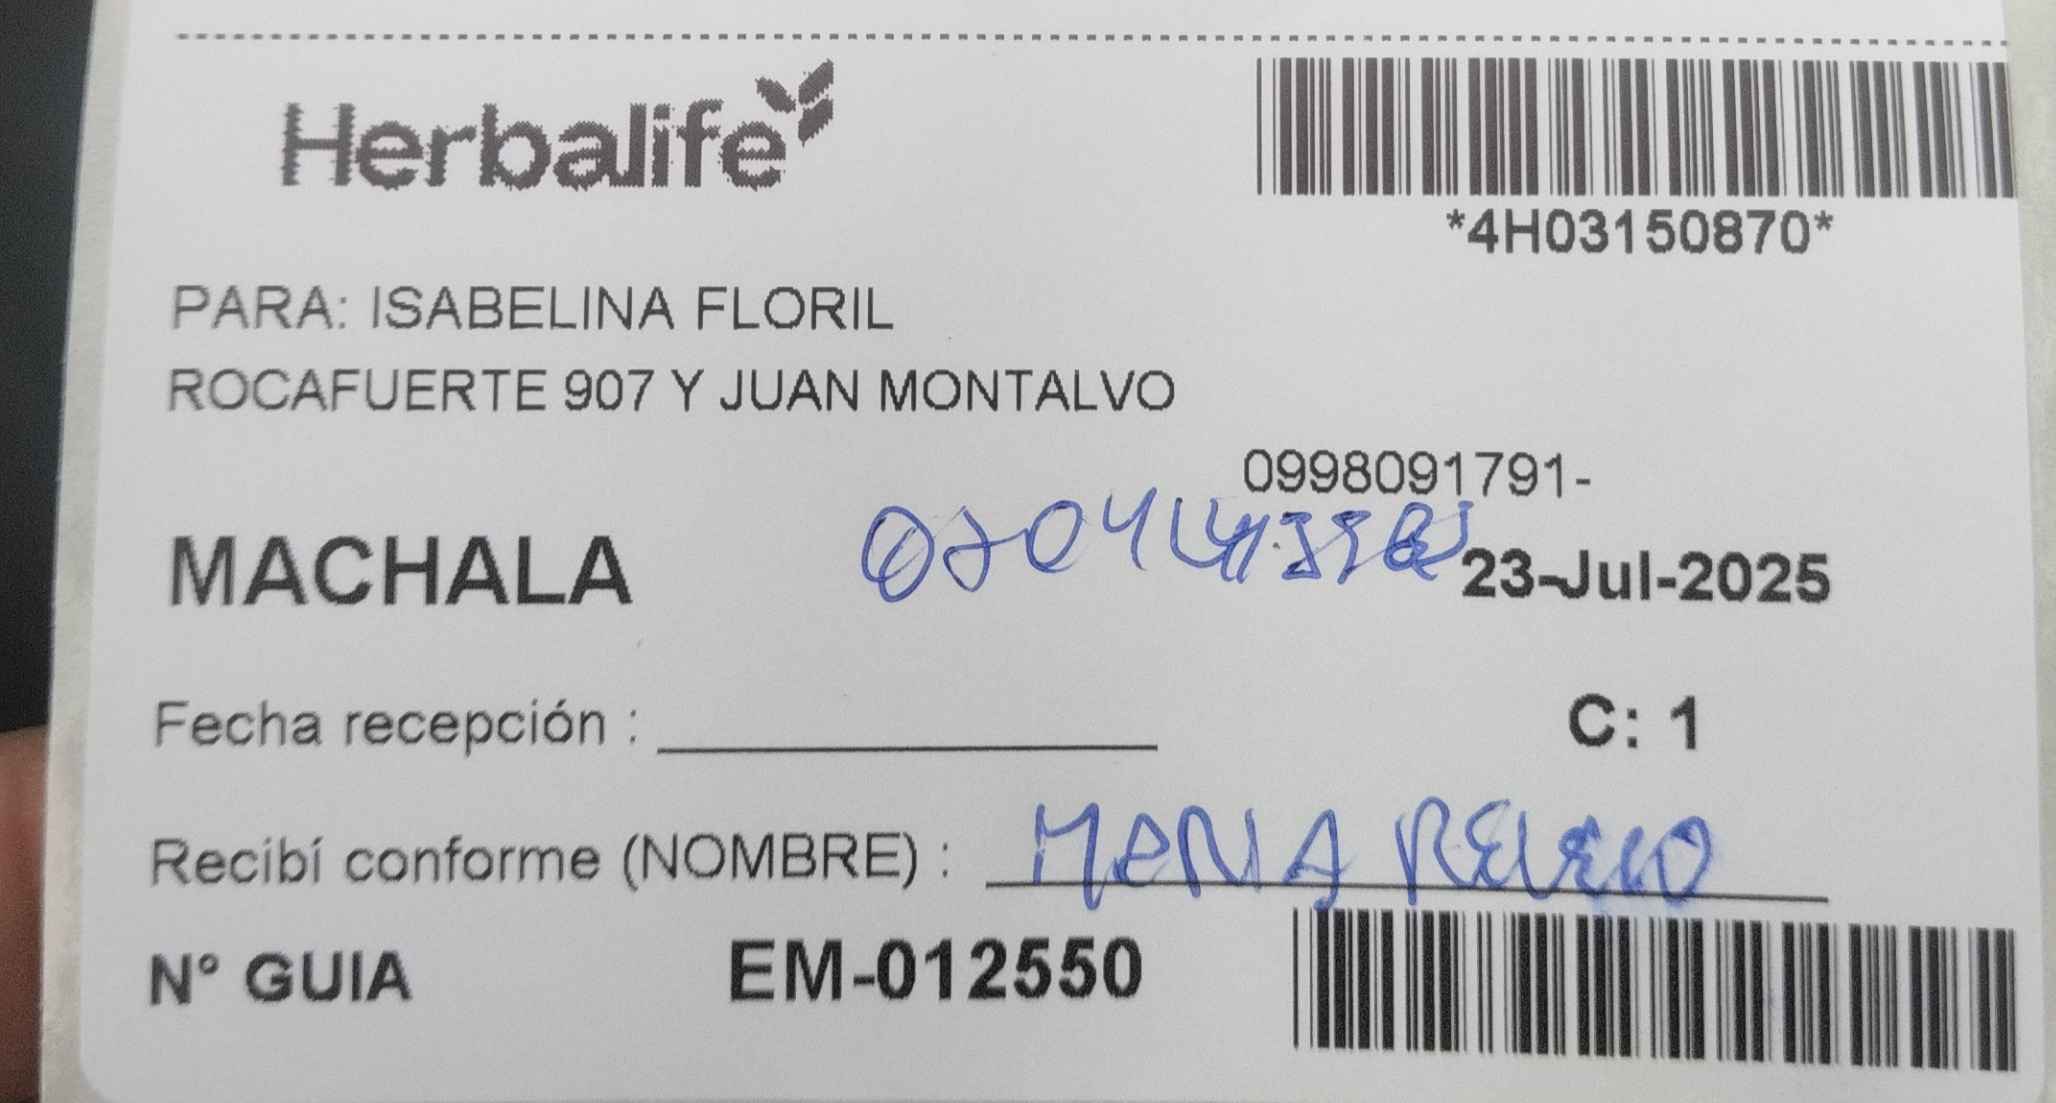 Herbalife
*4H03150870*
PARA: ISABELINA FLORIL
ROCAFUERTE 907 Y JUAN MONTALVO
0998091791-
MACHALA
23-Jul-2025
Fecha recepción :
C: 1
Recibí conforme (NOMBRE) : MARIA
N° GUIA EM-012550